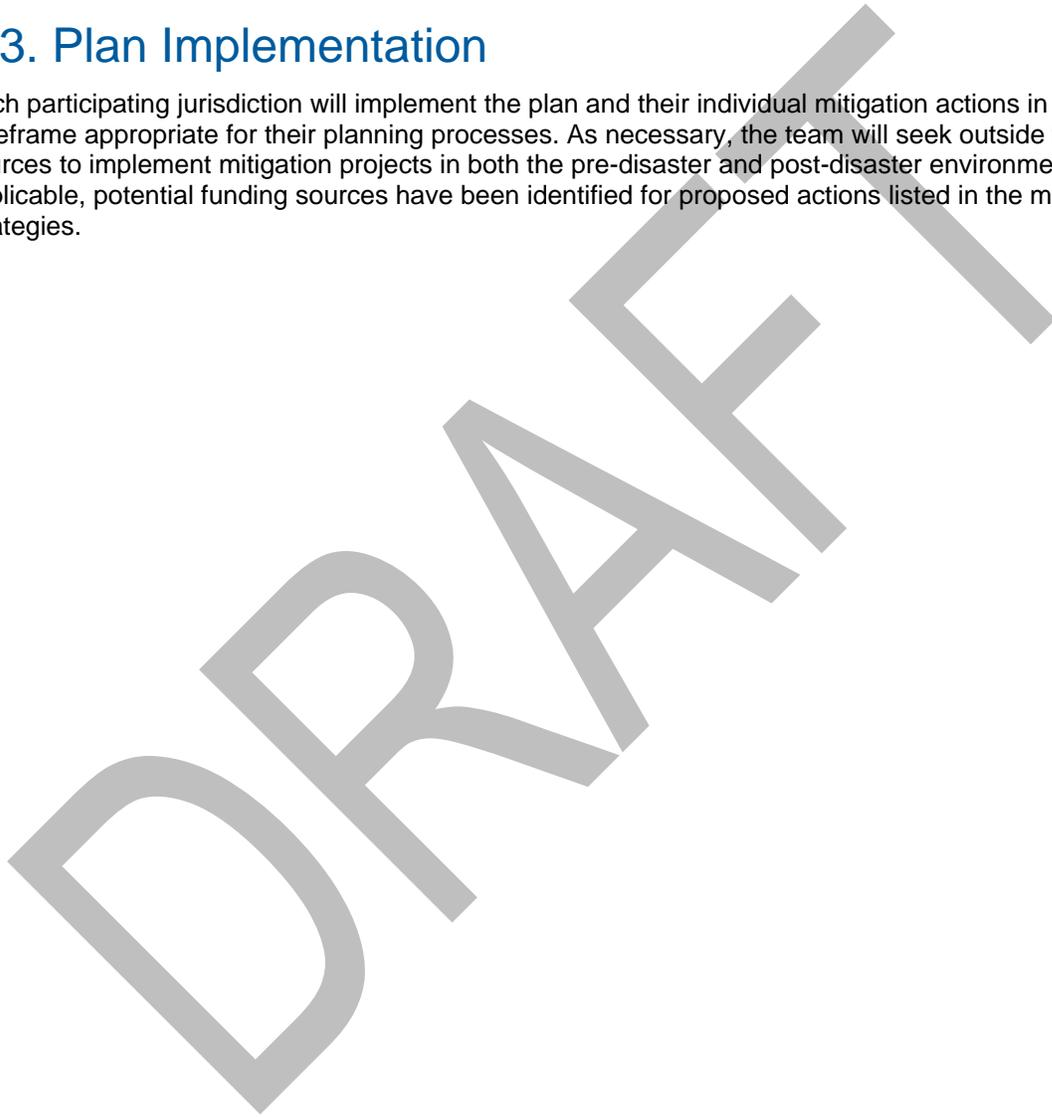 3. Plan Implementation
ch participating jurisdiction will implement the plan and their individual mitigation actions in
eframe appropriate for their planning processes. As necessary, the team will seek outside
urces to implement mitigation projects in both the pre-disaster and post-disaster environme
plicable, potential funding sources have been identified for proposed actions listed in the m
ategies.
DRAFT